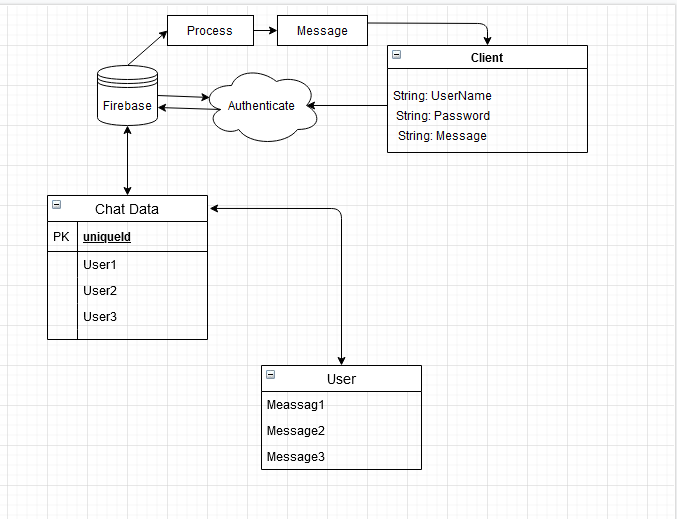 Process
Message
Client
String: UserName
String: Password
String: Message
Firebase
Authenticate
Chat Data
PK uniqueId
User1
User2
User3
User
Meassag1
Message2
Message3